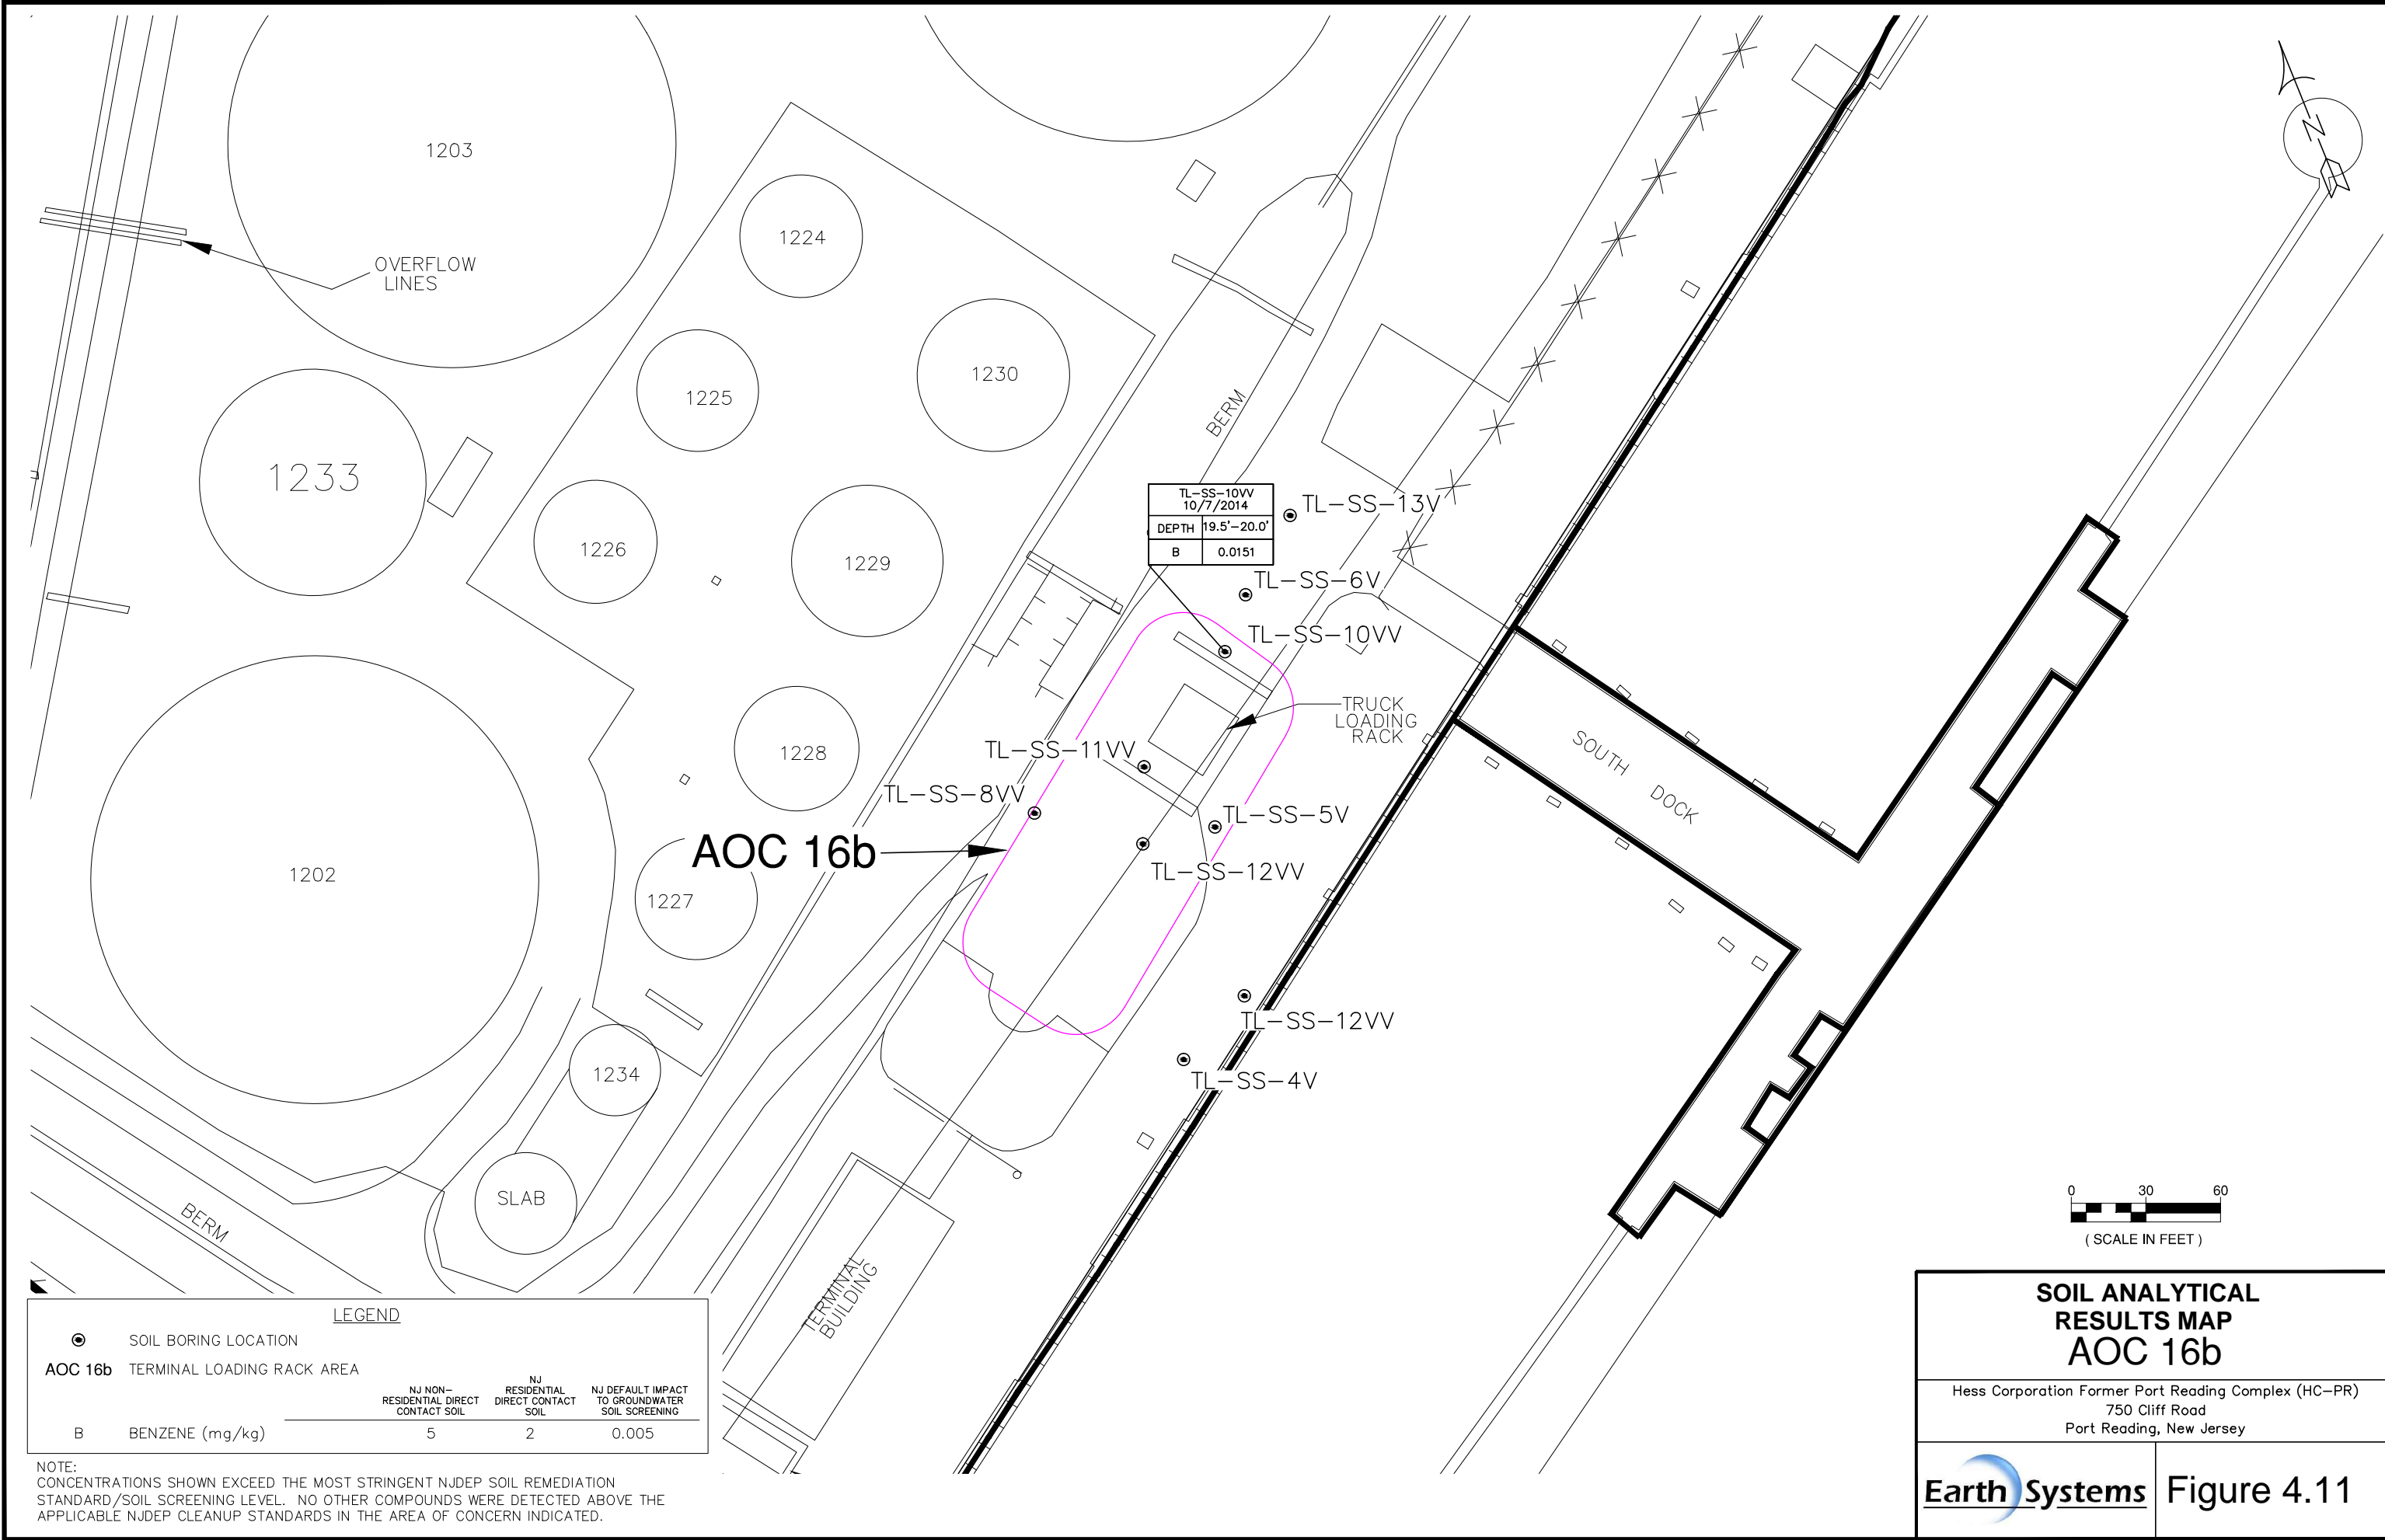 1203
OVERFLOW
LINES
1224
1225
1230
1233
1226
1229
BERM
TL-SS-10VV
10/7/2014
DEPTH 19.5'-20.0'
B 0.0151
TL-SS-13V
TL-SS-6V
TL-SS-10VV
TRUCK
LOADING
RACK
TL-SS-11VV
TL-SS-8VV
TL-SS-5V
TL-SS-12VV
AOC 16b
1228
1227
1202
SOUTH DOCK
TL-SS-12VV
TL-SS-4V
1234
SLAB
BERM
TERMINAL
BUILDING
N
0 30 60
( SCALE IN FEET )
LEGEND
SOIL BORING LOCATION
AOC 16b TERMINAL LOADING RACK AREA
NJ NON-
RESIDENTIAL DIRECT
CONTACT SOIL
NJ
RESIDENTIAL
DIRECT CONTACT
SOIL
NJ DEFAULT IMPACT
TO GROUNDWATER
SOIL SCREENING
B BENZENE (mg/kg) 5 2 0.005
NOTE:
CONCENTRATIONS SHOWN EXCEED THE MOST STRINGENT NJDEP SOIL REMEDIATION
STANDARD/SOIL SCREENING LEVEL. NO OTHER COMPOUNDS WERE DETECTED ABOVE THE
APPLICABLE NJDEP CLEANUP STANDARDS IN THE AREA OF CONCERN INDICATED.
SOIL ANALYTICAL
RESULTS MAP
AOC 16b
Hess Corporation Former Port Reading Complex (HC-PR)
750 Cliff Road
Port Reading, New Jersey
Earth Systems
Figure 4.11